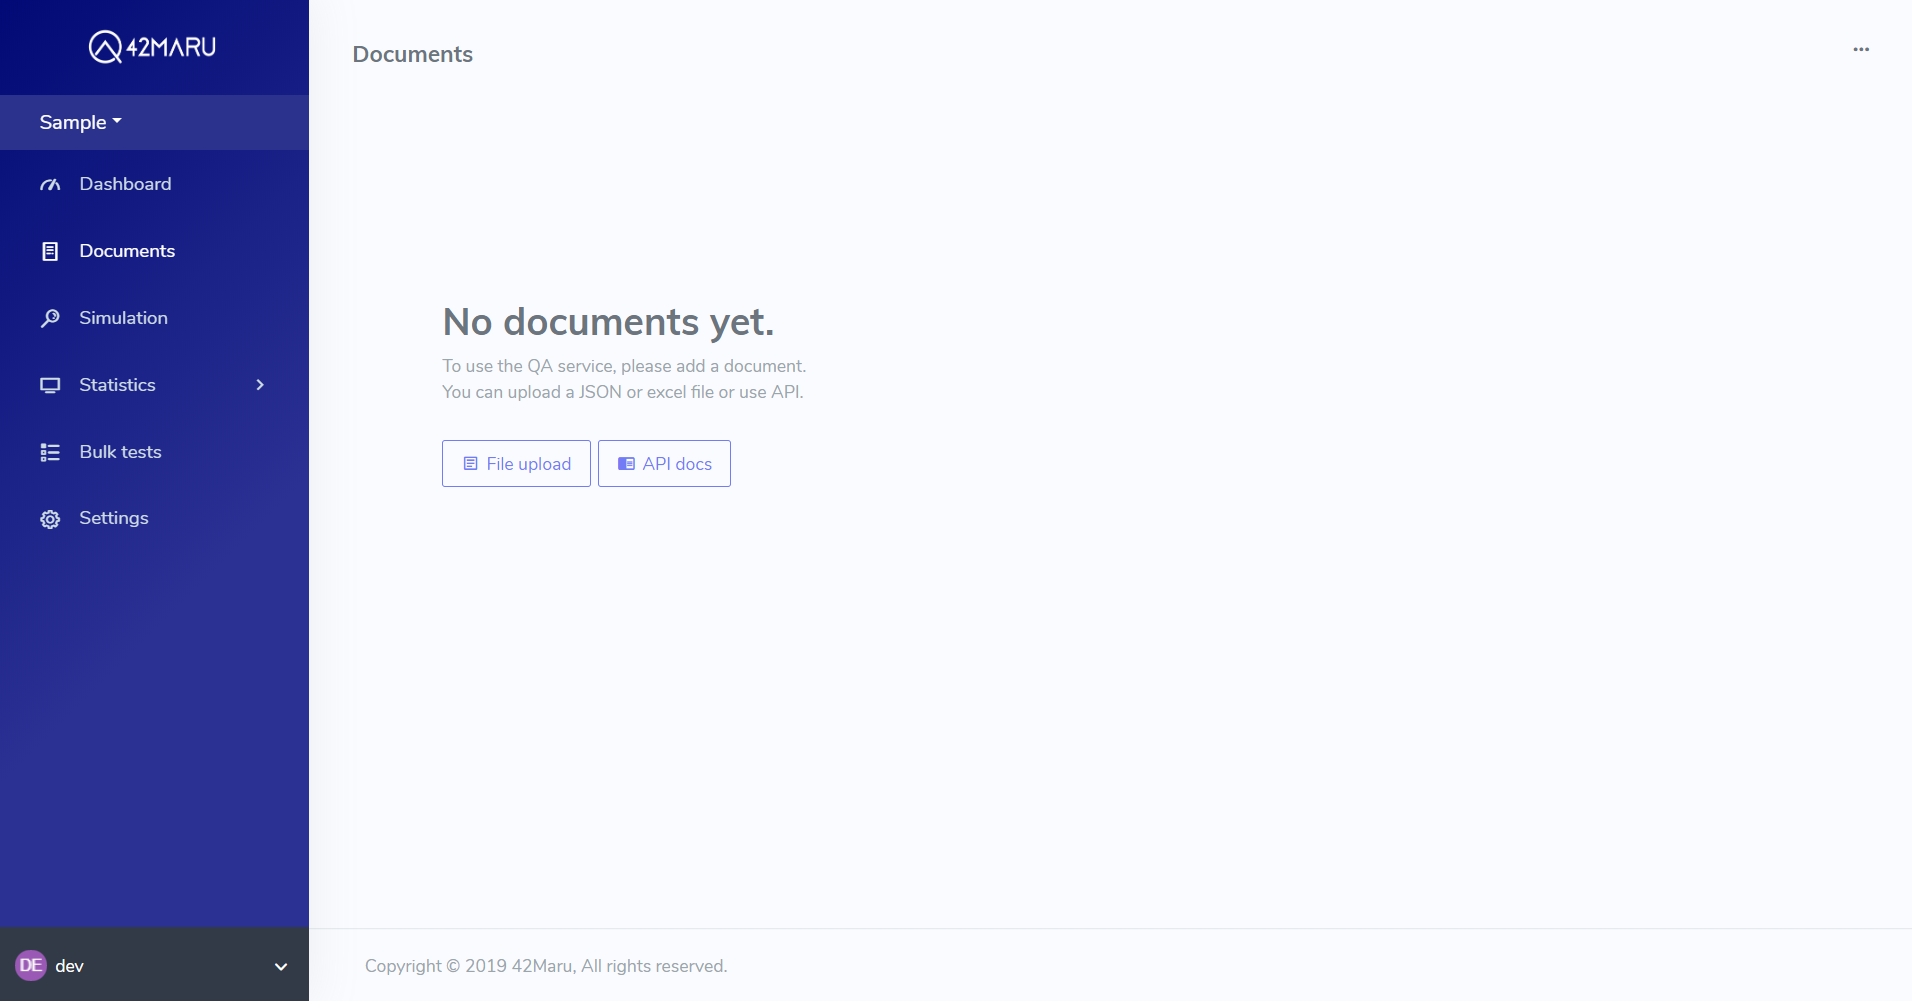 42MARU
Sample
Dashboard
Documents
Simulation
Statistics
Bulk tests
Settings
DE dev
Documents
No documents yet.
To use the QA service, please add a document.
You can upload a JSON or excel file or use API.
File upload
API docs
Copyright © 2019 42Maru, All rights reserved.